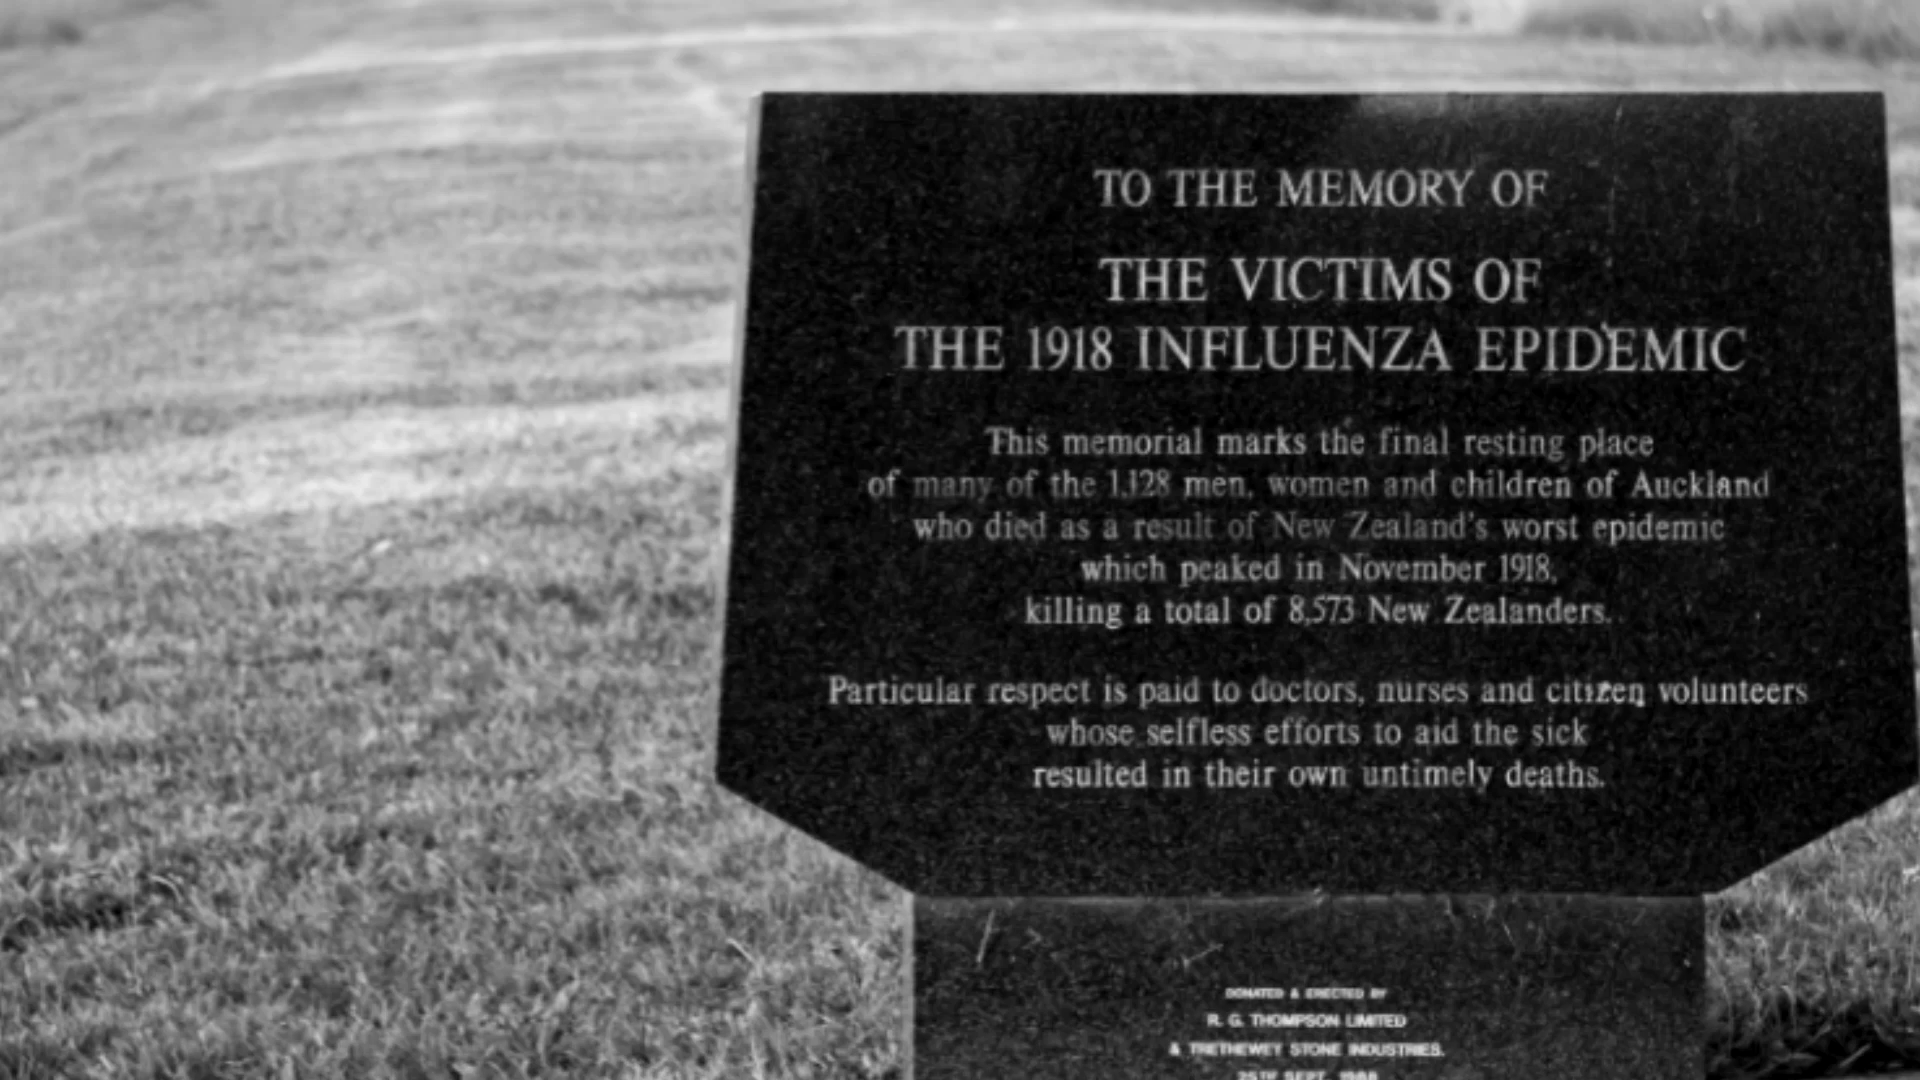 TO THE MEMORY OF
THE VICTIMS OF
THE 1918 INFLUENZA EPIDEMIC
This memorial marks the final resting place
of many of the 1,128 men, women and children of Auckland
who died as a result of New Zealand's worst epidemic
which peaked in November 1918,
killing a total of 8,573 New Zealanders.
Particular respect is paid to doctors, nurses and citizen volunteers
whose selfless efforts to aid the sick
resulted in their own untimely deaths.
DONATED & ERECTED BY
R. G. THOMPSON LIMITED
& TRETHEWEY STONE INDUSTRIES.
25TH SEPT. 1988